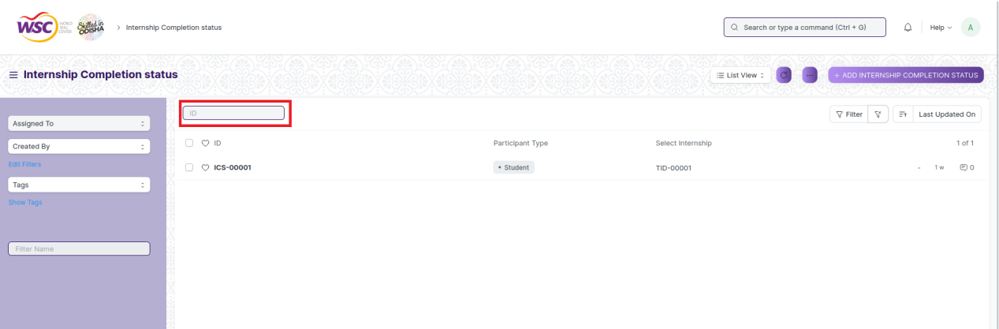 WSC WORLD SKILL CENTER Skilled in ODISHA > Internship Completion status
Search or type a command (Ctrl + G)
Help
A
Internship Completion status
List View
...
+ ADD INTERNSHIP COMPLETION STATUS
Assigned To
Created By
Edit Filters
Tags
Show Tags
Filter Name
ID
Filter
Last Updated On
ID Participant Type Select Internship 1 of 1
ICS-00001 • Student TID-00001 - 1 w 0